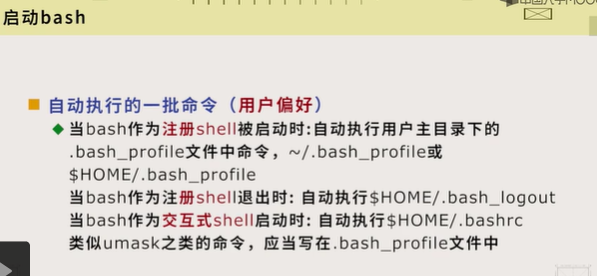 启动bash
自动执行的一批命令（用户偏好）
当bash作为注册shell被启动时:自动执行用户主目录下的
.bash_profile文件中命令，~/.bash_profile或
$HOME/.bash_profile
当bash作为注册shell退出时: 自动执行$HOME/.bash_logout
当bash作为交互式shell启动时: 自动执行$HOME/.bashrc
类似umask之类的命令，应当写在.bash_profile文件中